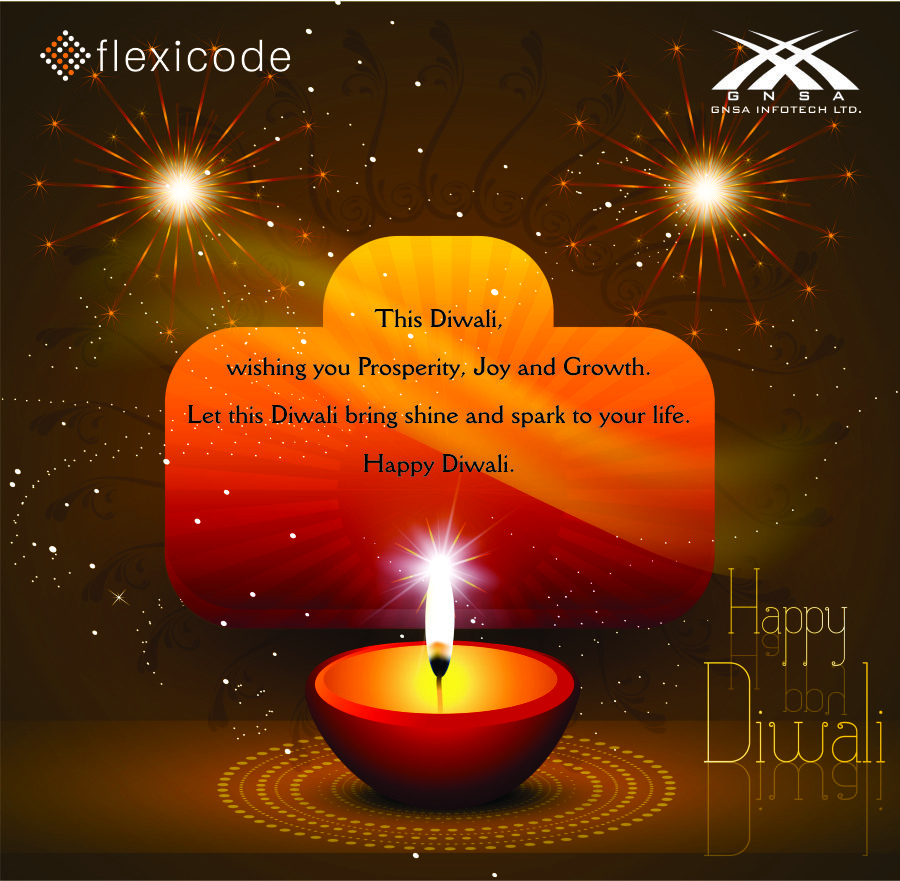 flexicode
GNSA
GNSA INFOTECH LTD.
This Diwali,
wishing you Prosperity, Joy and Growth.
Let this Diwali bring shine and spark to your life.
Happy Diwali.
Happy
Diwali